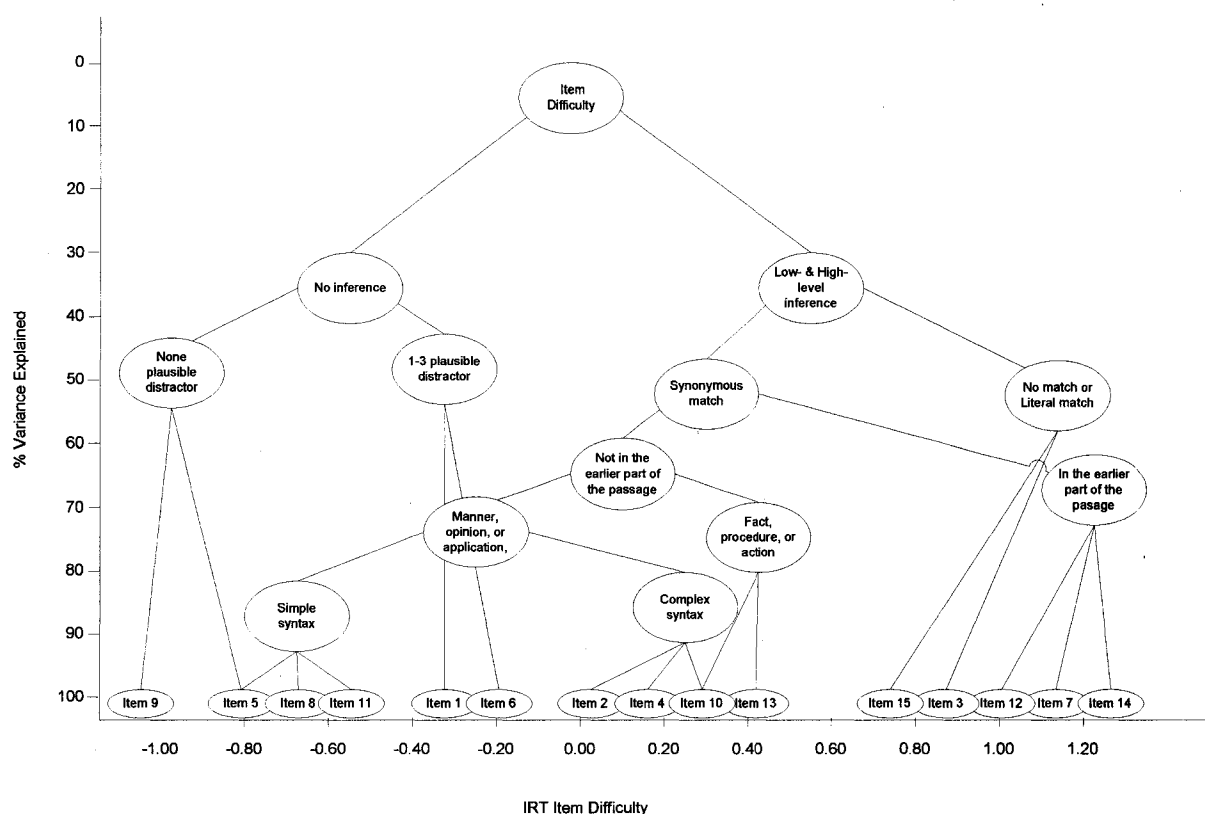 0
Item
Difficulty
10
20
30
No inference
Low- & High-
level
inference
40
None
plausible
distractor
1-3 plausible
distractor
50
Synonymous
match
No match or
Literal match
% Variance Explained
60
Not in the
earlier part of
the passage
In the earlier
part of the
pasage
70
Manner,
opinion, or
application,
Fact,
procedure, or
action
80
Simple
syntax
Complex
syntax
90
100
Item 9
Item 5
Item 8
Item 11
Item 1
Item 6
Item 2
Item 4
Item 10
Item 13
Item 15
Item 3
Item 12
Item 7
Item 14
-1.00
-0.80
-0.60
-0.40
-0.20
0.00
0.20
0.40
0.60
0.80
1.00
1.20
IRT Item Difficulty